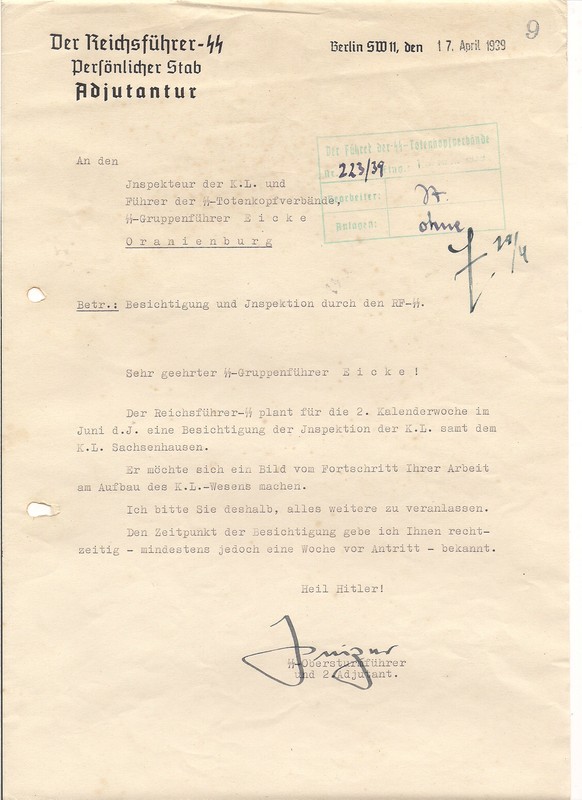 9
Der Reichsführer-SS
Persönlicher Stab
Adjutantur
Berlin SW 11, den 17. April 1939
Der Führer der SS-Totenkopfverbände
223/39
Bearbeiter:
Anlagen: ohne
An den
Jnspekteur der K.L. und
Führer der SS-Totenkopfverbände,
SS-Gruppenführer E i c k e
O r a n i e n b u r g
Betr.: Besichtigung und Jnspektion durch den RF-SS.
Sehr geehrter SS-Gruppenführer E i c k e !
Der Reichsführer-SS plant für die 2. Kalenderwoche im
Juni d.J. eine Besichtigung der Jnspektion der K.L. samt dem
K.L. Sachsenhausen.
Er möchte sich ein Bild vom Fortschritt Ihrer Arbeit
am Aufbau des K.L.-Wesens machen.
Ich bitte Sie deshalb, alles weitere zu veranlassen.
Den Zeitpunkt der Besichtigung gebe ich Ihnen recht-
zeitig - mindestens jedoch eine Woche vor Antritt - bekannt.
Heil Hitler!
SS-Obersturmführer
und 2.Adjutant.